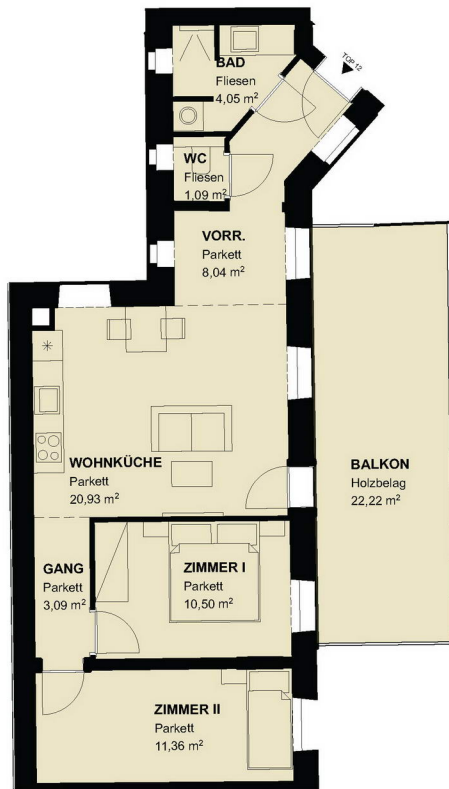 TOP 12
BAD
Fliesen
4,05 m²
WC
Fliesen
1,09 m²
VORR.
Parkett
8,04 m²
WOHNKÜCHE
Parkett
20,93 m²
BALKON
Holzbelag
22,22 m²
GANG
Parkett
3,09 m²
ZIMMER I
Parkett
10,50 m²
ZIMMER II
Parkett
11,36 m²